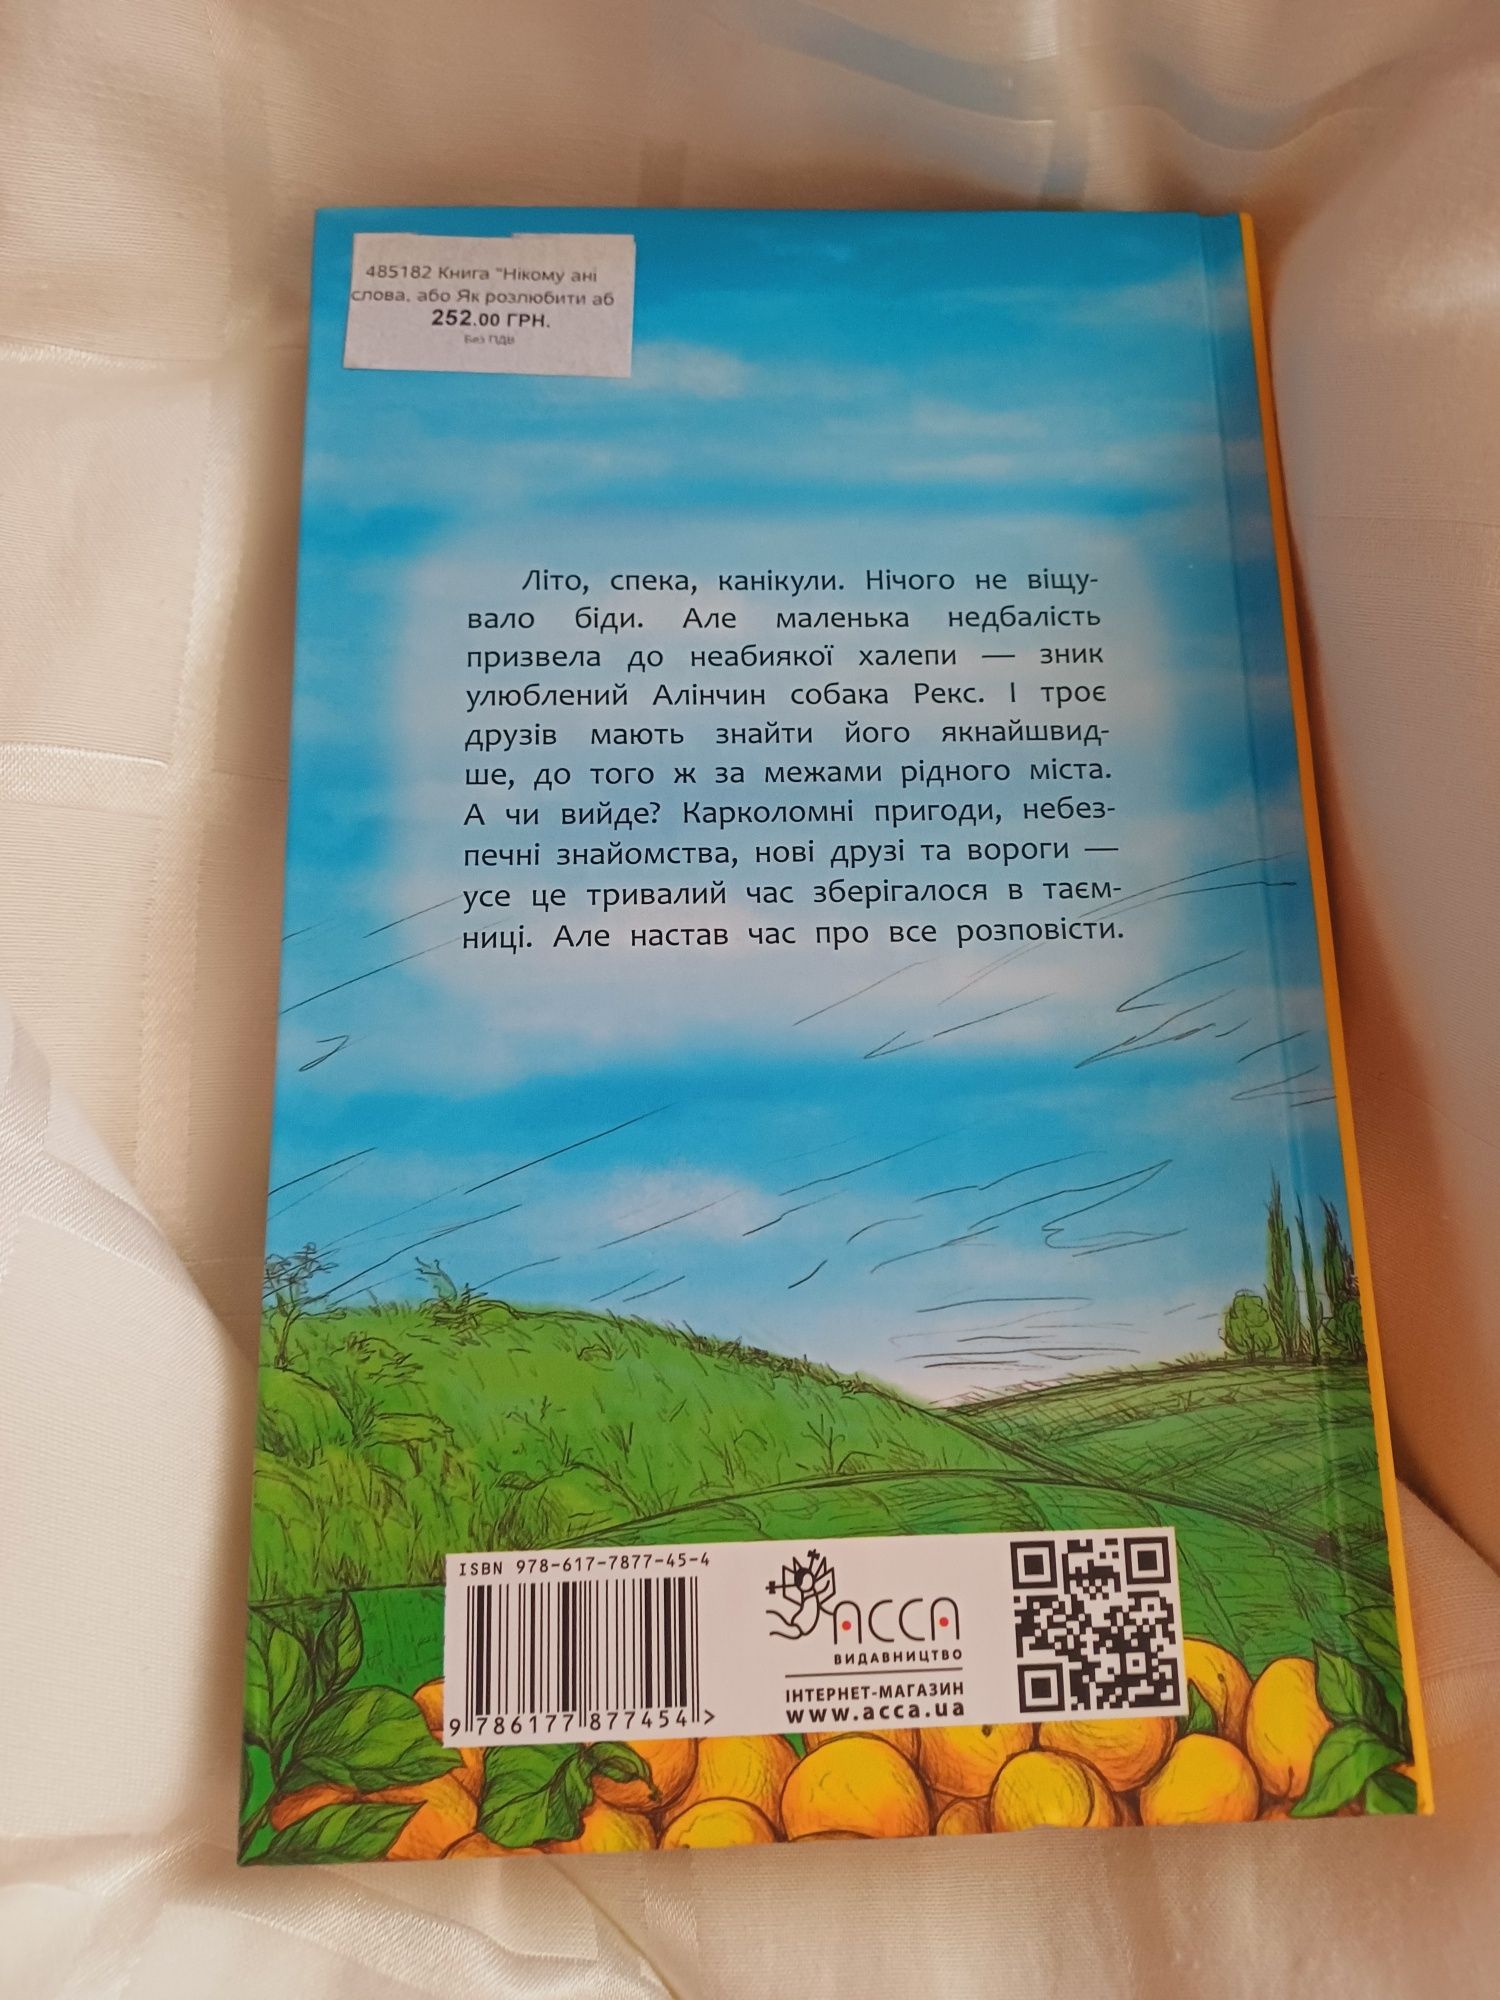 485182 Книга "Нікому ані
слова, або Як розлюбити аб
252.00 ГРН.
Без ПДВ
Літо, спека, канікули. Нічого не віщу-
вало біди. Але маленька недбалість
призвела до неабиякої халепи — зник
улюблений Алінчин собака Рекс. І троє
друзів мають знайти його якнайшвид-
ше, до того ж за межами рідного міста.
А чи вийде? Карколомні пригоди, небез-
печні знайомства, нові друзі та вороги —
усе це тривалий час зберігалося в таєм-
ниці. Але настав час про все розповісти.
ISBN 978-617-7877-45-4
9 786177 877454 >
АССА
ВИДАВНИЦТВО
ІНТЕРНЕТ-МАГАЗИН
www.acca.ua